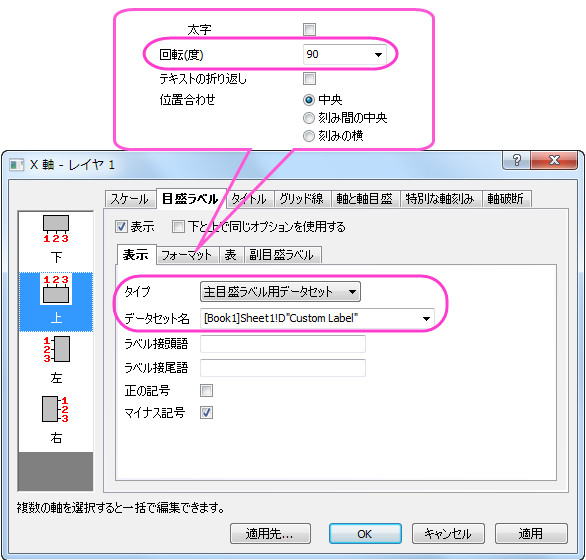 太字
回転(度) 90
テキストの折り返し
位置合わせ 中央
刻み間の中央
刻みの横
X 軸 - レイヤ 1
スケール 目盛ラベル タイトル グリッド線 軸と軸目盛 特別な軸刻み 軸破断
表示 下と上で同じオプションを使用する
表示 フォーマット 表 副目盛ラベル
123
下
123
上
1
2
3
左
1
2
3
右
タイプ 主目盛ラベル用データセット
データセット名 [Book1]Sheet1!D"Custom Label"
ラベル接頭語
ラベル接尾語
正の記号
マイナス記号
複数の軸を選択すると一括で編集できます。
適用先... OK キャンセル 適用